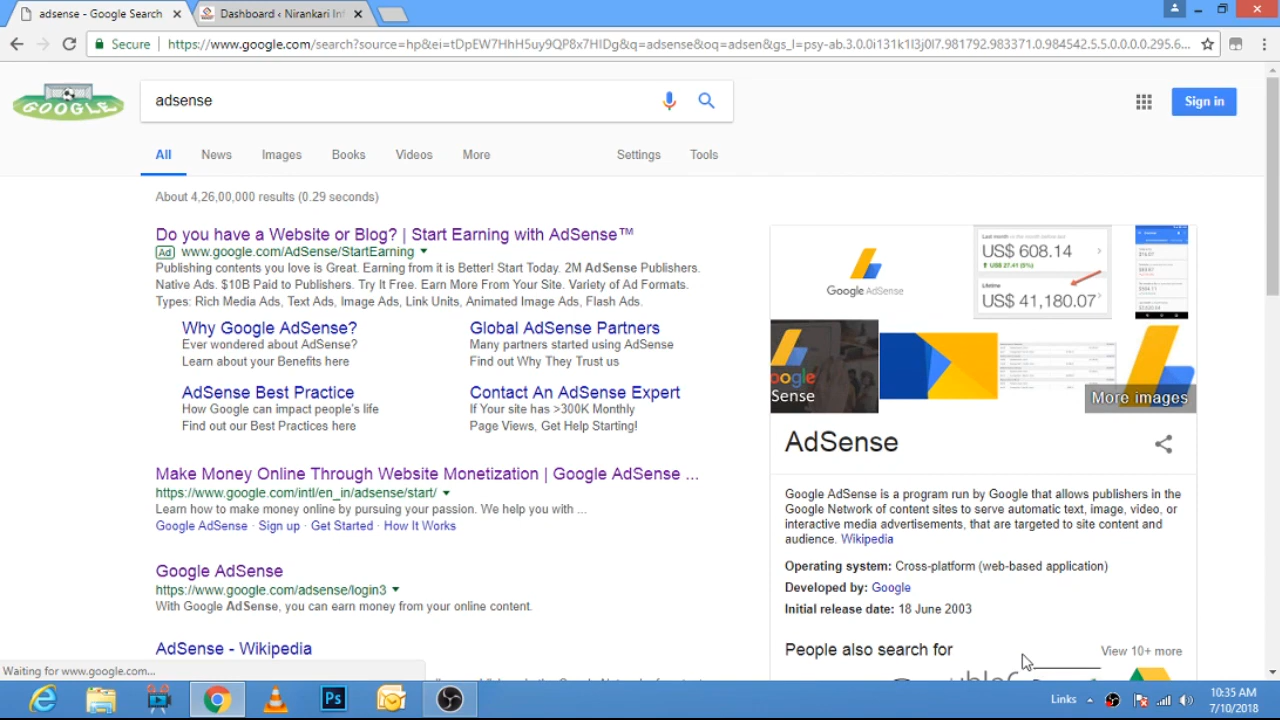 adsense - Google Search
Dashboard ‹ Nirankari Int
Secure
https://www.google.com/search?source=hp&ei=tDpEW7HhH5uy9QP8x7HIDg&q=adsense&oq=adsen&gs_l=psy-ab.3.0.0i131k1l3j0l7.981792.983371.0.984542.5.5.0.0.0.0.295.6...
GOOGLE
adsense
Sign in
All News Images Books Videos More Settings Tools
About 4,26,00,000 results (0.29 seconds)
Do you have a Website or Blog? | Start Earning with AdSense™
Ad www.google.com/AdSense/StartEarning
Publishing contents you love is Great. Earning from it is Better! Start Today. 2M AdSense Publishers.
Native Ads. $10B Paid to Publishers. Try It Free. Earn More From Your Site. Variety of Ad Formats.
Types: Rich Media Ads, Text Ads, Image Ads, Link Units, Animated Image Ads, Flash Ads.
Why Google AdSense?
Ever wondered about AdSense?
Learn about your Benefits here
Global AdSense Partners
Many partners started using AdSense
Find out Why They Trust us
AdSense Best Practice
How Google can impact people's life
Find out our Best Practices here
Contact An AdSense Expert
If Your site has >300K Monthly
Page Views, Get Help Starting!
Make Money Online Through Website Monetization | Google AdSense ...
https://www.google.com/intl/en_in/adsense/start/
Learn how to make money online by pursuing your passion. We help you with ...
Google AdSense · Sign up · Get Started · How It Works
Google AdSense
https://www.google.com/adsense/login3
With Google AdSense, you can earn money from your online content.
AdSense - Wikipedia
Waiting for www.google.com...
Google AdSense
Last month
US$ 608.14
US$ 27.41 (5%)
Lifetime
US$ 41,180.07
oogle
Sense
More images
AdSense
Google AdSense is a program run by Google that allows publishers in the
Google Network of content sites to serve automatic text, image, video, or
interactive media advertisements, that are targeted to site content and
audience. Wikipedia
Operating system: Cross-platform (web-based application)
Developed by: Google
Initial release date: 18 June 2003
People also search for
View 10+ more
Ps
Links
10:35 AM
7/10/2018